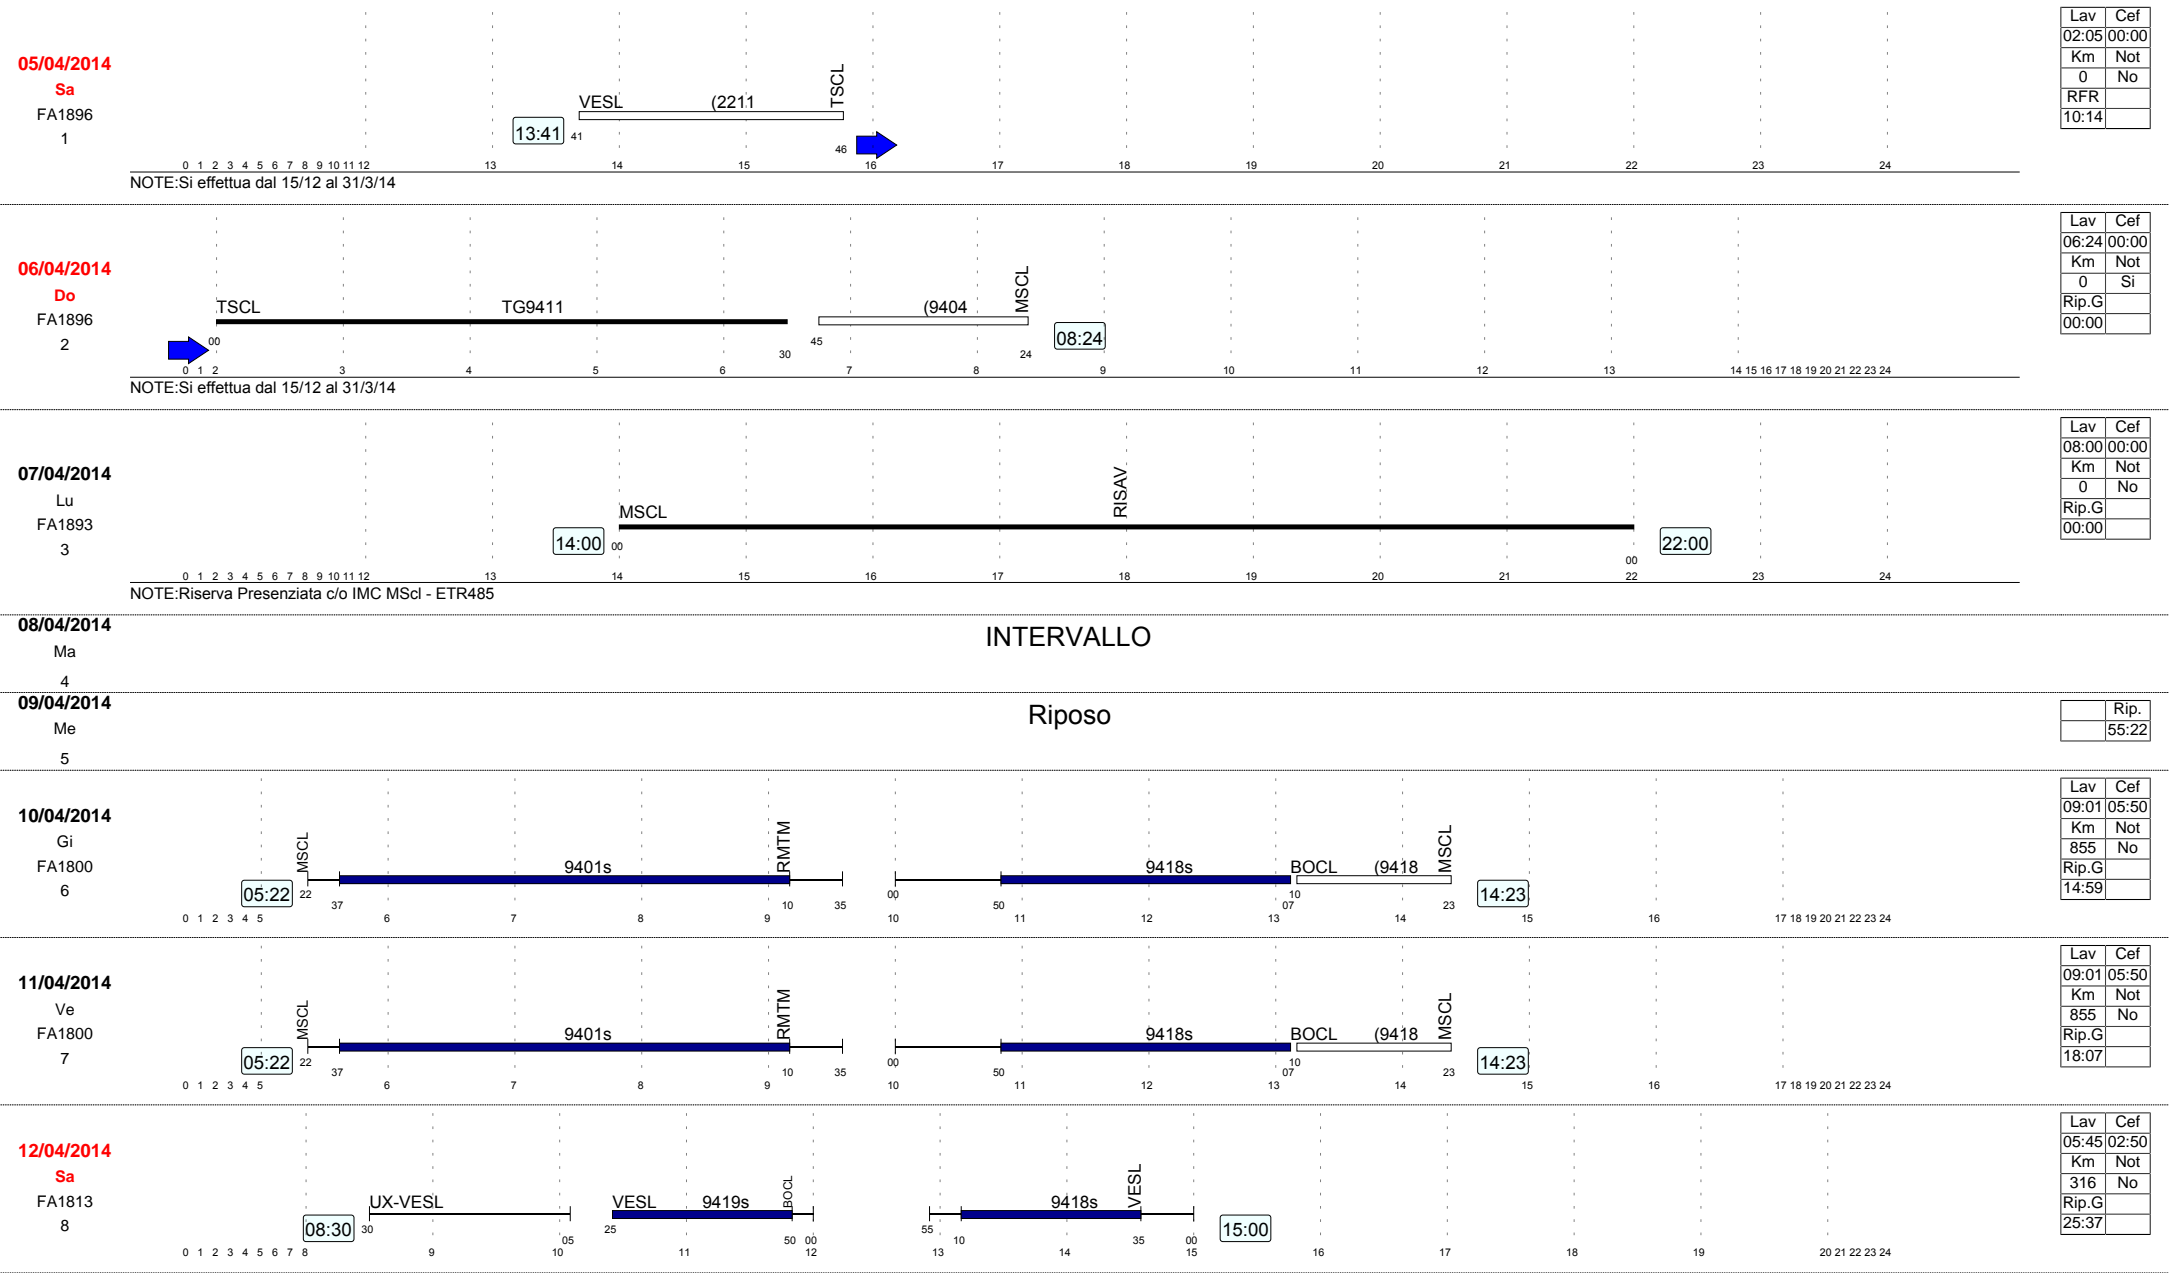 05/04/2014
Sa
FA1896
1
VESL (2211 TSCL
13:41 41 46
0 1 2 3 4 5 6 7 8 9 10 11 12 13 14 15 16 17 18 19 20 21 22 23 24
NOTE:Si effettua dal 15/12 al 31/3/14
Lav Cef
02:05 00:00
Km Not
0 No
RFR
10:14
06/04/2014
Do
FA1896
2
TSCL TG9411 (9404 MSCL
00 30 45 24 08:24
0 1 2 3 4 5 6 7 8 9 10 11 12 13 14 15 16 17 18 19 20 21 22 23 24
NOTE:Si effettua dal 15/12 al 31/3/14
Lav Cef
06:24 00:00
Km Not
0 Si
Rip.G
00:00
07/04/2014
Lu
FA1893
3
MSCL RISAV
14:00 00 00 22:00
0 1 2 3 4 5 6 7 8 9 10 11 12 13 14 15 16 17 18 19 20 21 22 23 24
NOTE:Riserva Presenziata c/o IMC MScl - ETR485
Lav Cef
08:00 00:00
Km Not
0 No
Rip.G
00:00
08/04/2014
Ma
4
INTERVALLO
09/04/2014
Me
5
Riposo
Rip.
55:22
10/04/2014
Gi
FA1800
6
MSCL 9401s RMTM 9418s BOCL (9418 MSCL
05:22 22 37 10 35 00 50 07 10 23 14:23
0 1 2 3 4 5 6 7 8 9 10 11 12 13 14 15 16 17 18 19 20 21 22 23 24
Lav Cef
09:01 05:50
Km Not
855 No
Rip.G
14:59
11/04/2014
Ve
FA1800
7
MSCL 9401s RMTM 9418s BOCL (9418 MSCL
05:22 22 37 10 35 00 50 07 10 23 14:23
0 1 2 3 4 5 6 7 8 9 10 11 12 13 14 15 16 17 18 19 20 21 22 23 24
Lav Cef
09:01 05:50
Km Not
855 No
Rip.G
18:07
12/04/2014
Sa
FA1813
8
UX-VESL VESL 9419s BOCL 9418s VESL
08:30 30 05 25 50 00 55 10 35 00 15:00
0 1 2 3 4 5 6 7 8 9 10 11 12 13 14 15 16 17 18 19 20 21 22 23 24
Lav Cef
05:45 02:50
Km Not
316 No
Rip.G
25:37